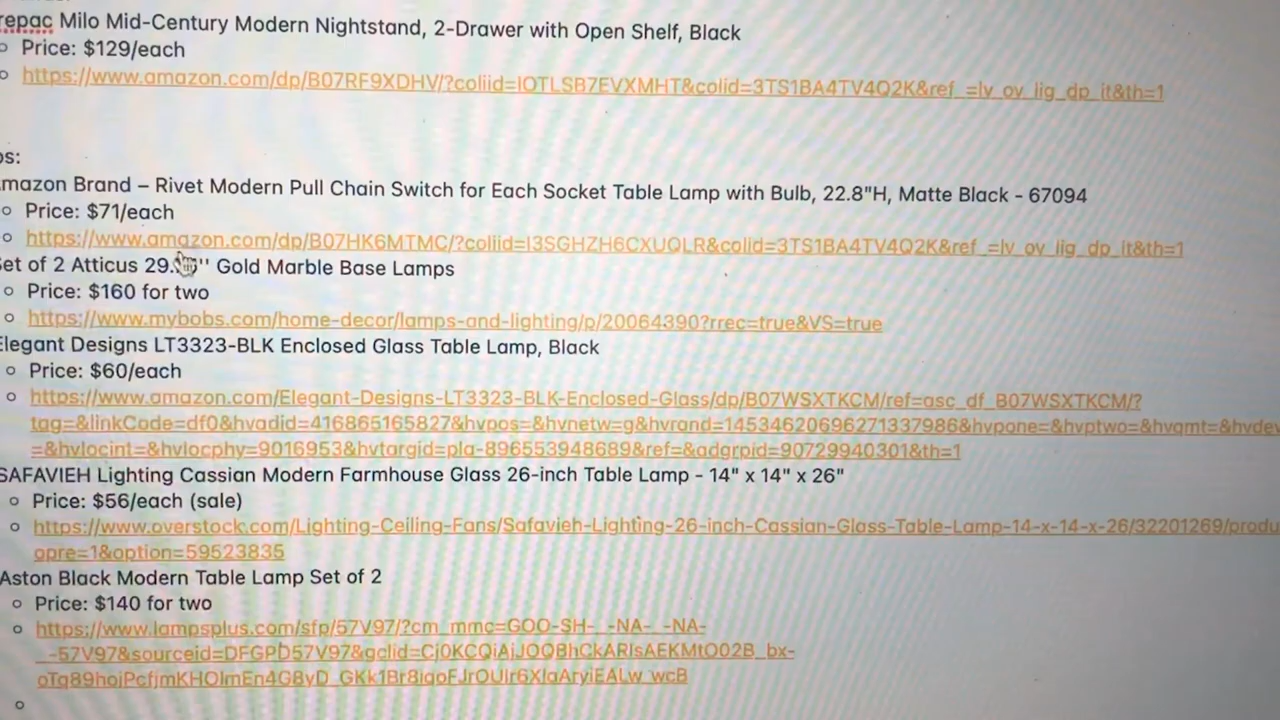 repac Milo Mid-Century Modern Nightstand, 2-Drawer with Open Shelf, Black
Price: $129/each
https://www.amazon.com/dp/B07RF9XDHV/?coliid=IOTLSB7EVXMHT&colid=3TS1BA4TV4Q2K&ref_=lv_ov_lig_dp_it&th=1
os:
mazon Brand – Rivet Modern Pull Chain Switch for Each Socket Table Lamp with Bulb, 22.8"H, Matte Black - 67094
Price: $71/each
https://www.amazon.com/dp/B07HK6MTMC/?coliid=I3SGHZH6CXUQLR&colid=3TS1BA4TV4Q2K&ref_=lv_ov_lig_dp_it&th=1
Set of 2 Atticus 29. '' Gold Marble Base Lamps
Price: $160 for two
https://www.mybobs.com/home-decor/lamps-and-lighting/p/20064390?rrec=true&VS=true
Elegant Designs LT3323-BLK Enclosed Glass Table Lamp, Black
Price: $60/each
https://www.amazon.com/Elegant-Designs-LT3323-BLK-Enclosed-Glass/dp/B07WSXTKCM/ref=asc_df_B07WSXTKCM/?
tag=&linkCode=df0&hvadid=416865165827&hvpos=&hvnetw=g&hvrand=14534620696271337986&hvpone=&hvptwo=&hvqmt=&hvdev
=&hvlocint=&hvlocphy=9016953&hvtargid=pla-896553948689&ref=&adgrpid=90729940301&th=1
SAFAVIEH Lighting Cassian Modern Farmhouse Glass 26-inch Table Lamp - 14" x 14" x 26"
Price: $56/each (sale)
https://www.overstock.com/Lighting-Ceiling-Fans/Safavieh-Lighting-26-inch-Cassian-Glass-Table-Lamp-14-x-14-x-26/32201269/produ
opre=1&option=59523835
Aston Black Modern Table Lamp Set of 2
Price: $140 for two
https://www.lampsplus.com/sfp/57V97/?cm_mmc=GOO-SH-_-NA-_-NA-
_-57V97&sourceid=DFGPb57V97&gclid=Cj0KCQiAjJOQBhCkARIsAEKMtO02B_bx-
oTq89hojPcfjmKHOlmEn4GByD_GKk1Br8iqoFJrOUlr6XIaAryiEALw_wcB